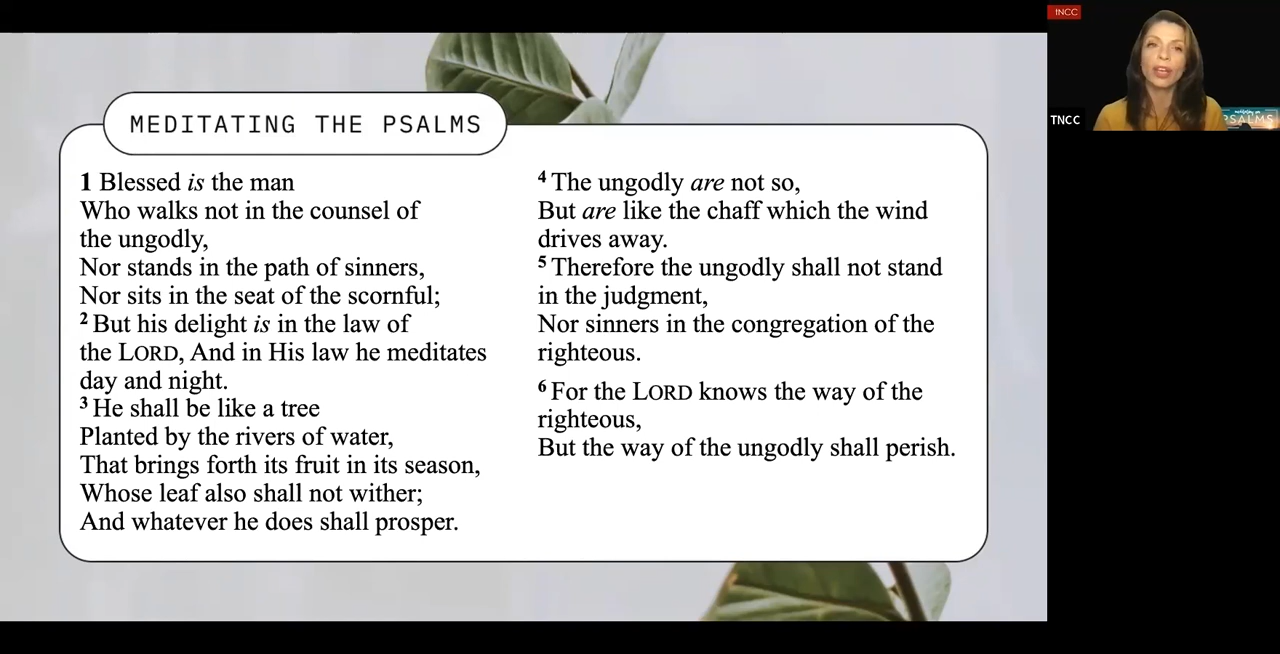 MEDITATING THE PSALMS
1 Blessed is the man
Who walks not in the counsel of
the ungodly,
Nor stands in the path of sinners,
Nor sits in the seat of the scornful;
2 But his delight is in the law of
the LORD, And in His law he meditates
day and night.
3 He shall be like a tree
Planted by the rivers of water,
That brings forth its fruit in its season,
Whose leaf also shall not wither;
And whatever he does shall prosper.
4 The ungodly are not so,
But are like the chaff which the wind
drives away.
5 Therefore the ungodly shall not stand
in the judgment,
Nor sinners in the congregation of the
righteous.
6 For the LORD knows the way of the
righteous,
But the way of the ungodly shall perish.
tNCC
TNCC
PSALMS